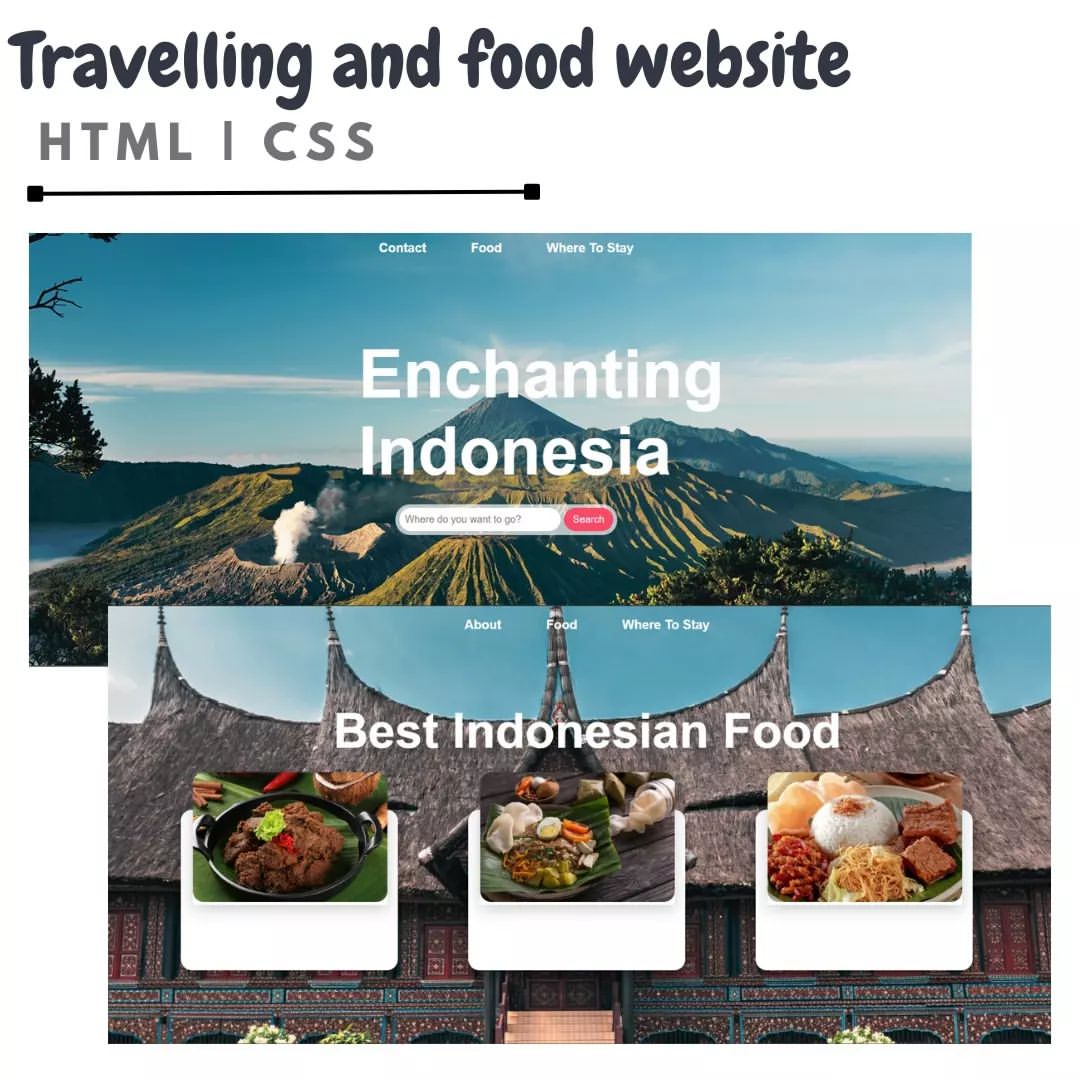 Travelling and food website
HTML | CSS
Contact Food Where To Stay
Enchanting
Indonesia
Where do you want to go? Search
About Food Where To Stay
Best Indonesian Food